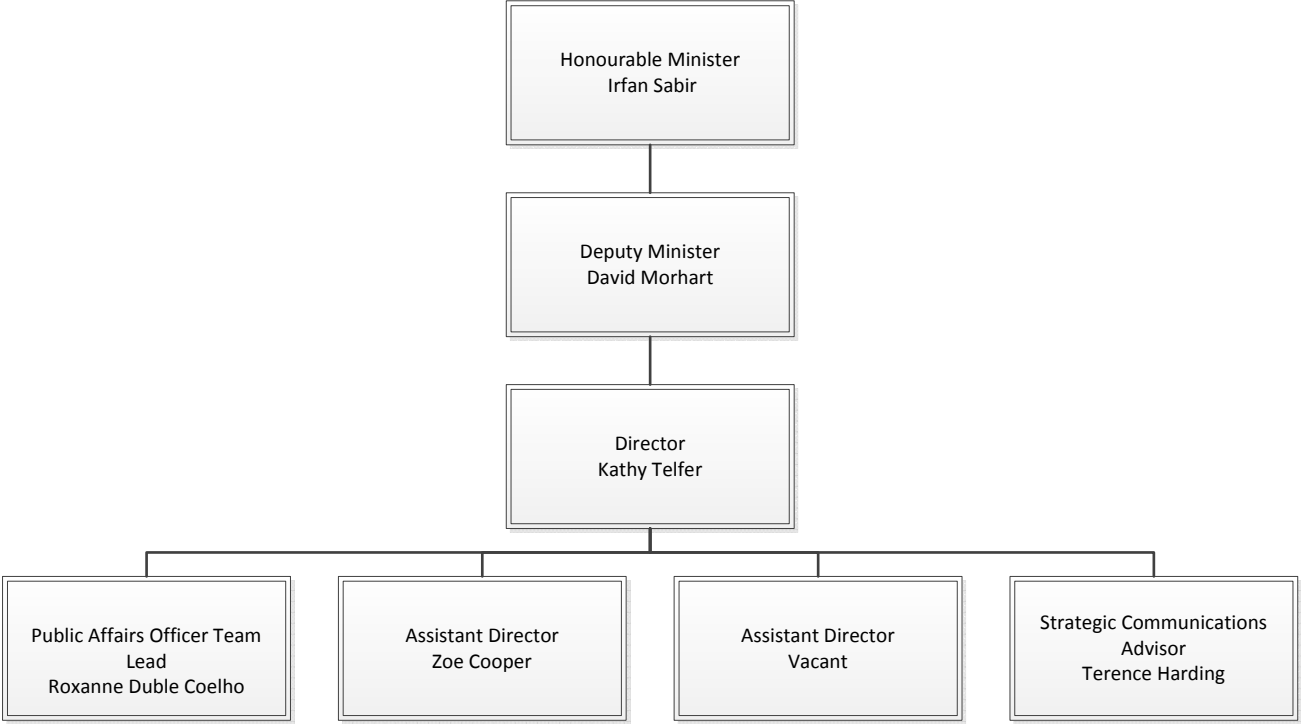 Honourable Minister
Irfan Sabir
Deputy Minister
David Morhart
Director
Kathy Telfer
Public Affairs Officer Team
Lead
Roxanne Duble Coelho
Assistant Director
Zoe Cooper
Assistant Director
Vacant
Strategic Communications
Advisor
Terence Harding